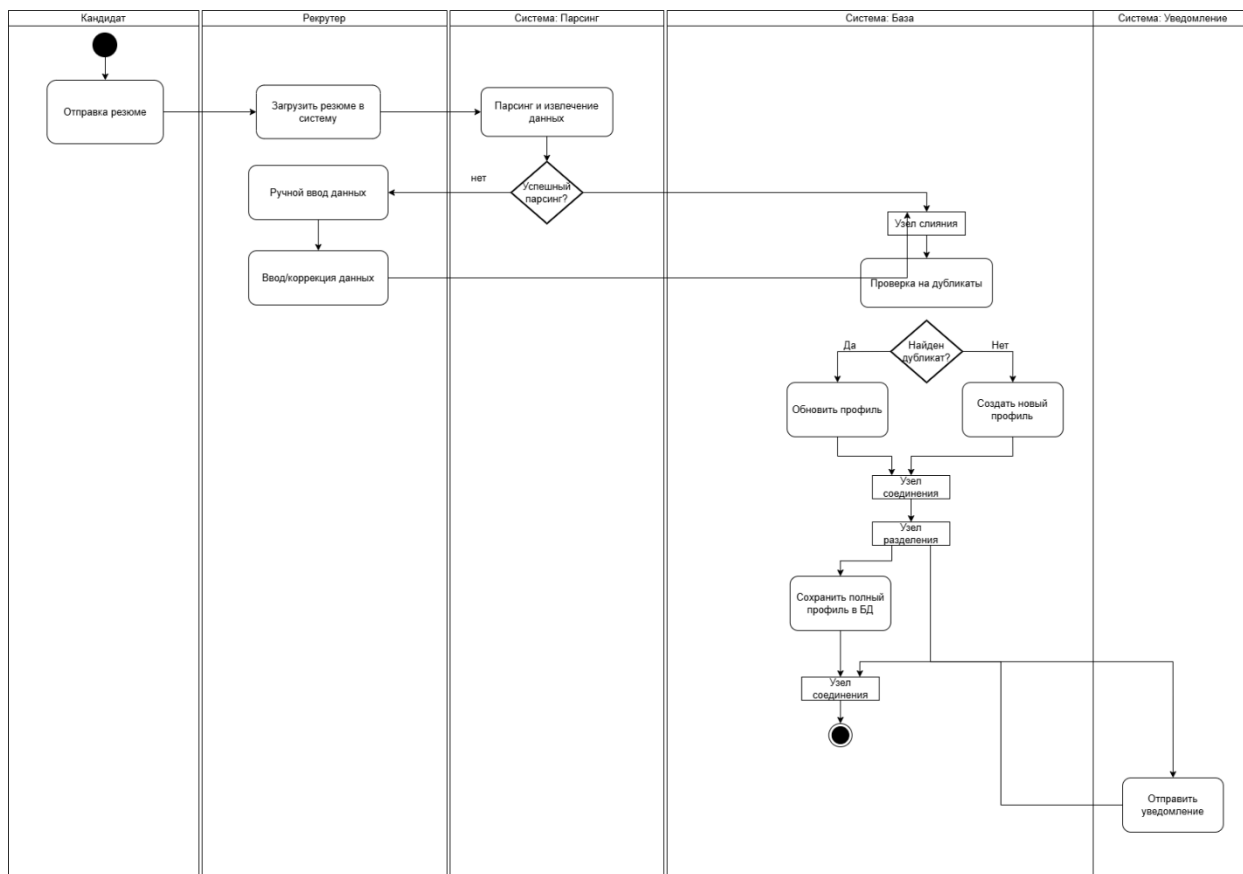 Кандидат
Рекрутер
Система: Парсинг
Система: База
Система: Уведомление
Отправка резюме
Загрузить резюме в
систему
Парсинг и извлечение
данных
Ручной ввод данных
нет
Успешный
парсинг?
Узел слияния
Ввод/коррекция данных
Проверка на дубликаты
Да
Найден
дубликат?
Нет
Обновить профиль
Создать новый
профиль
Узел
соединения
Узел
разделения
Сохранить полный
профиль в БД
Узел
соединения
Отправить
уведомление